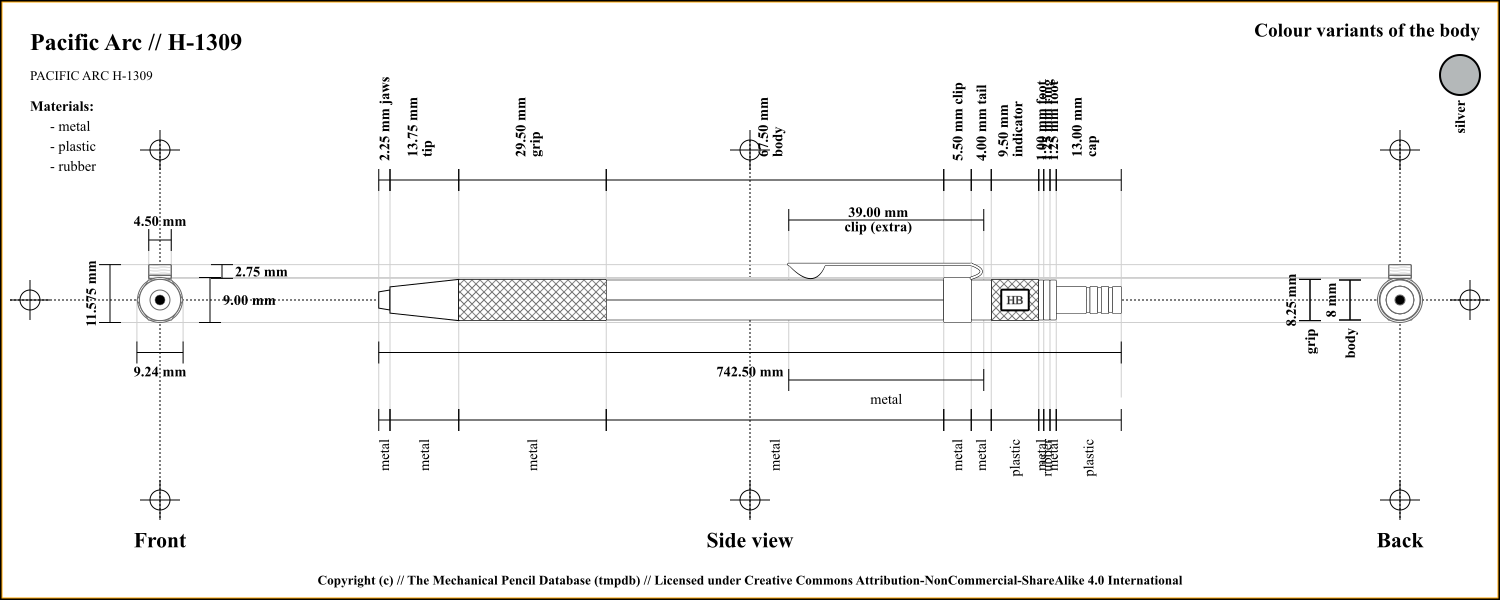 Pacific Arc // H-1309
Colour variants of the body
PACIFIC ARC H-1309
silver
Materials:
- metal
- plastic
- rubber
2.25 mm jaws
13.75 mm
tip
29.50 mm
grip
67.50 mm
body
5.50 mm clip
4.00 mm tail
9.50 mm
indicator
1.00 mm foot
1.25 mm foot
13.00 mm
cap
39.00 mm
clip (extra)
4.50 mm
2.75 mm
11.575 mm
9.00 mm
9.24 mm
HB
8.25 mm
grip
8 mm
body
742.50 mm
metal
metal
metal
metal
metal
metal
metal
plastic
metal
rubber
metal
plastic
Front
Side view
Back
Copyright (c) // The Mechanical Pencil Database (tmpdb) // Licensed under Creative Commons Attribution-NonCommercial-ShareAlike 4.0 International